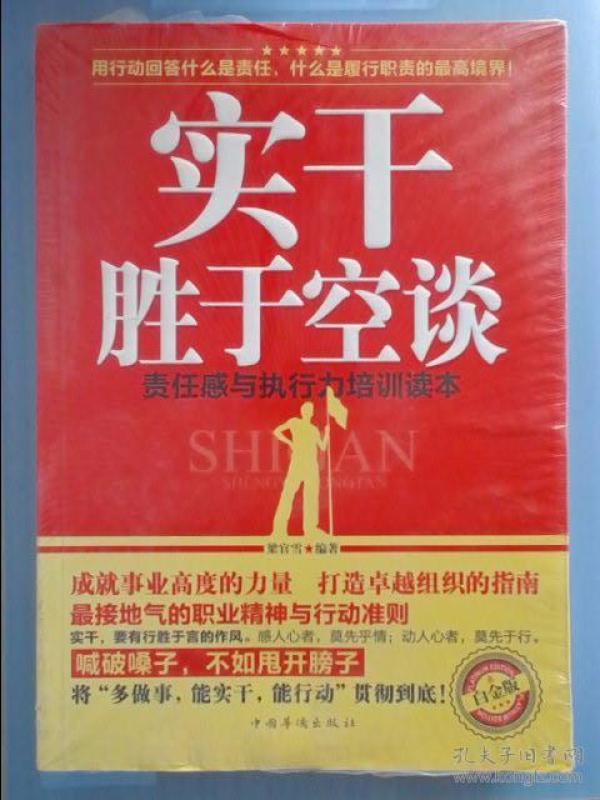 ★★★★★
用行动回答什么是责任,什么是履行职责的最高境界!
实干
胜于空谈
责任感与执行力培训读本
SHIGAN
SHENGYUKONGTAN
梁官雪★编著
成就事业高度的力量 打造卓越组织的指南
最接地气的职业精神与行动准则
实干,要有行胜于言的作风。感人心者,莫先乎情;动人心者,莫先于行。
喊破嗓子,不如甩开膀子
将“多做事,能实干,能行动”贯彻到底!
PLATINUM EDITION
白金版
中国华侨出版社
孔夫子旧书网
www.kongfz.com